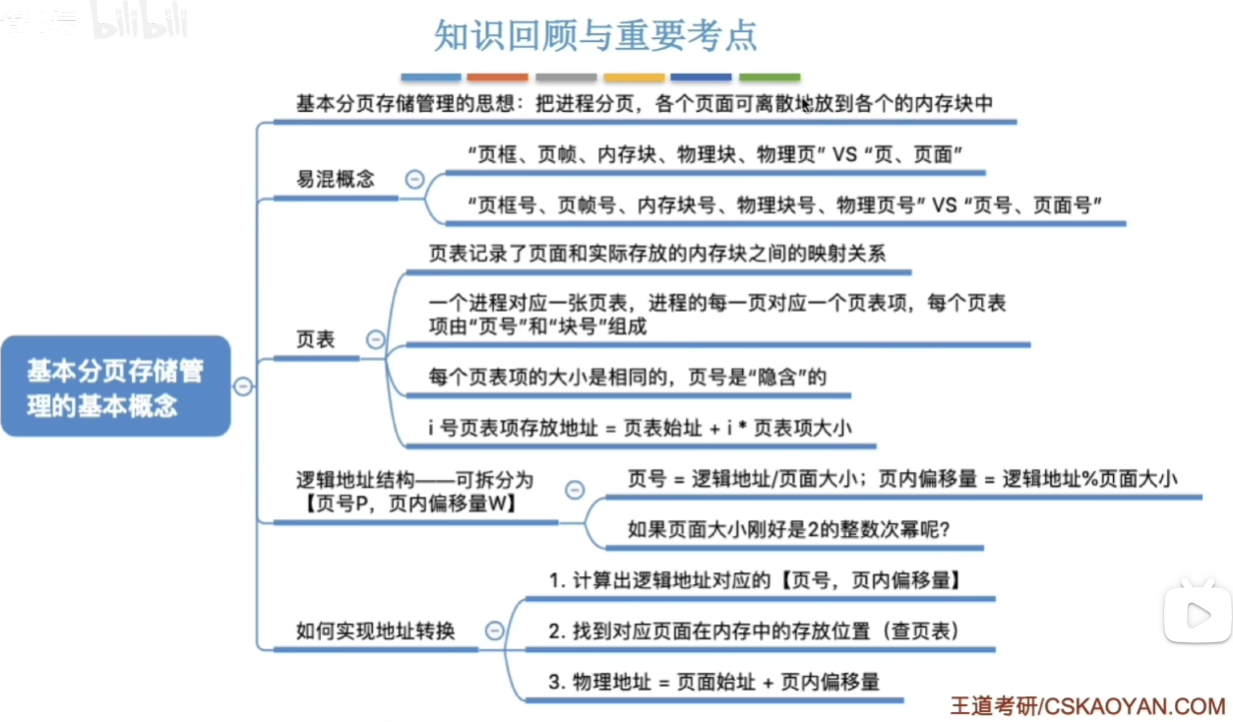 bilibili
知识回顾与重要考点
基本分页存储管理的思想：把进程分页，各个页面可离散地放到各个的内存块中
易混概念
“页框、页帧、内存块、物理块、物理页” VS “页、页面”
“页框号、页帧号、内存块号、物理块号、物理页号” VS “页号、页面号”
页表
页表记录了页面和实际存放的内存块之间的映射关系
一个进程对应一张页表，进程的每一页对应一个页表项，每个页表
项由“页号”和“块号”组成
每个页表项的大小是相同的，页号是“隐含”的
i 号页表项存放地址 = 页表始址 + i * 页表项大小
基本分页存储管
理的基本概念
逻辑地址结构——可拆分为
【页号P，页内偏移量W】
页号 = 逻辑地址/页面大小；页内偏移量 = 逻辑地址%页面大小
如果页面大小刚好是2的整数次幂呢？
如何实现地址转换
1. 计算出逻辑地址对应的【页号，页内偏移量】
2. 找到对应页面在内存中的存放位置（查页表）
3. 物理地址 = 页面始址 + 页内偏移量
王道考研/CSKAOYAN.COM